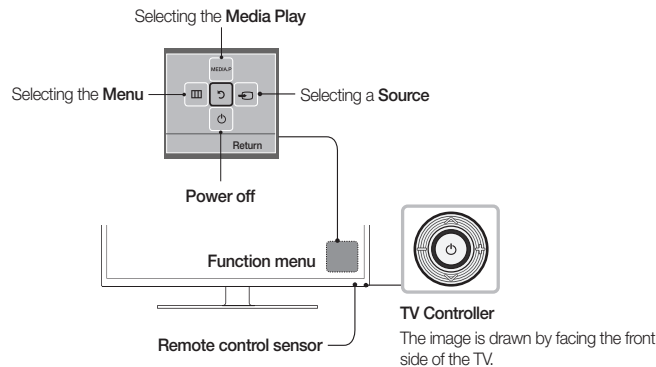 Selecting the Media Play
MEDIA.P
Selecting the Menu
Selecting a Source
Return
Power off
Function menu
TV Controller
The image is drawn by facing the front
side of the TV.
Remote control sensor